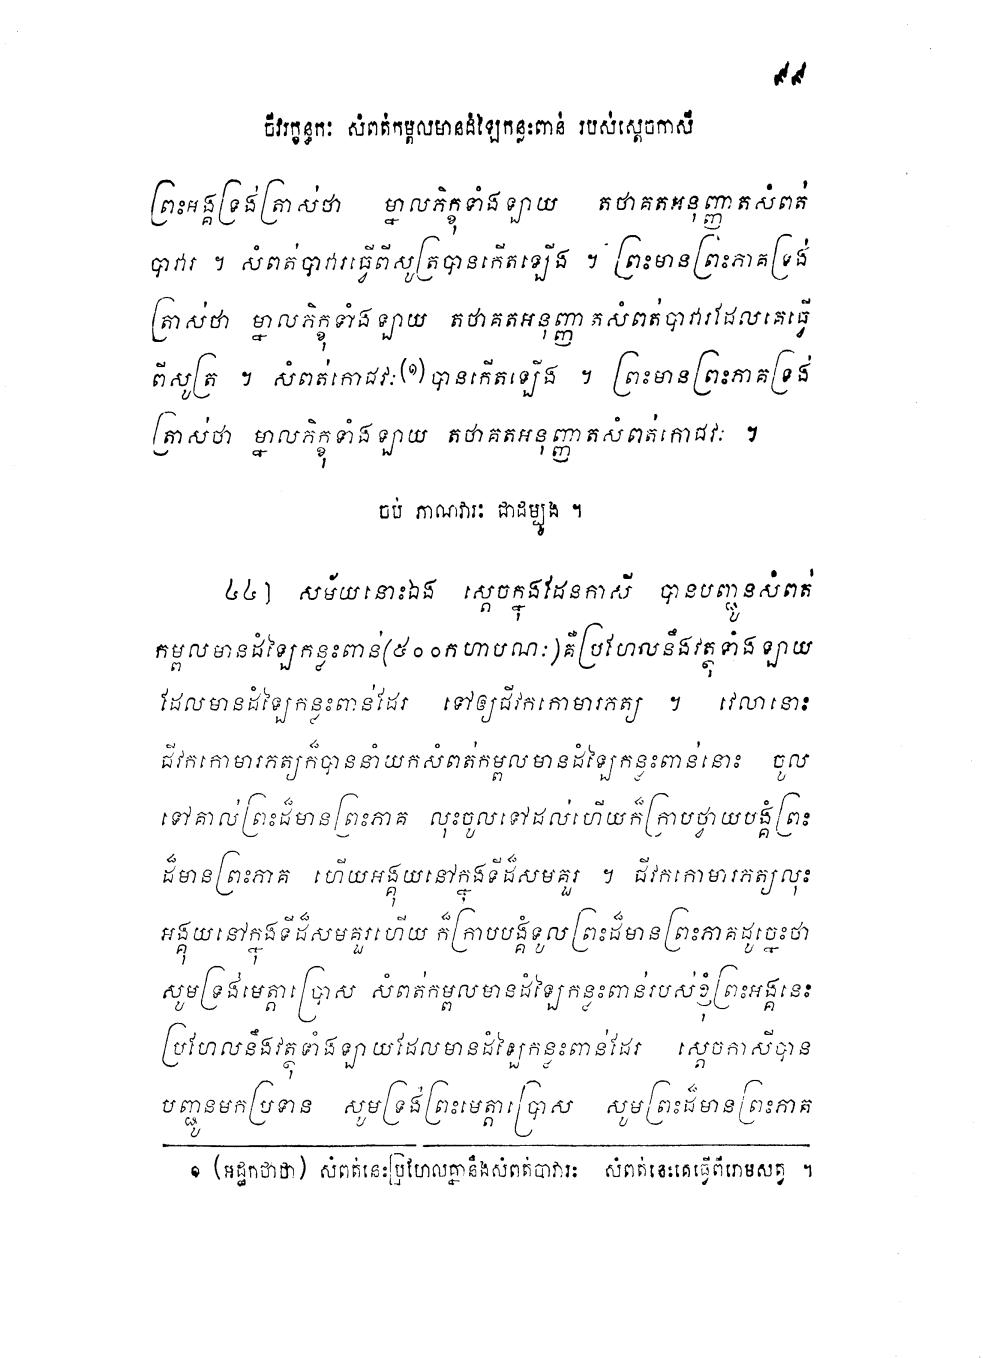 ៩៩
ចីវរក្ខន្ធកៈ សំពត់កម្ពលមានដំឡៃកន្លះពាន់ របស់ស្តេចកាសី
ព្រះអង្គទ្រង់ត្រាស់ថា ម្នាលភិក្ខុទាំងឡាយ តថាគតអនុញ្ញាតសំពត់
បាវារ ។ សំពត់បាវារធ្វើពីសូត្របានកើតឡើង ។ ព្រះមានព្រះភាគទ្រង់
ត្រាស់ថា ម្នាលភិក្ខុទាំងឡាយ តថាគតអនុញ្ញាតសំពត់បាវារដែលគេធ្វើ
ពីសូត្រ ។ សំពត់កោជវៈ(១)បានកើតឡើង ។ ព្រះមានព្រះភាគទ្រង់
ត្រាស់ថា ម្នាលភិក្ខុទាំងឡាយ តថាគតអនុញ្ញាតសំពត់កោជវៈ ។
ចប់ ភាណវារៈ ជាដម្បូង ។
៤៤] សម័យនោះឯង ស្តេចក្នុងដែនកាសី បានបញ្ជូនសំពត់
កម្ពលមានដំឡៃកន្លះពាន់(៥០០កហាបណៈ)គឺប្រហែលនឹងវត្ថុទាំងឡាយ
ដែលមានដំឡៃកន្លះពាន់ដែរ ទៅឲ្យជីវកកោមារភត្យ ។ វេលានោះ
ជីវកកោមារភត្យក៏បាននាំយកសំពត់កម្ពលមានដំឡៃកន្លះពាន់នោះ ចូល
ទៅគាល់ព្រះដ៏មានព្រះភាគ លុះចូលទៅដល់ហើយក៏ក្រាបថ្វាយបង្គំព្រះ
ដ៏មានព្រះភាគ ហើយអង្គុយនៅក្នុងទីដ៏សមគួរ ។ ជីវកកោមារភត្យលុះ
អង្គុយនៅក្នុងទីដ៏សមគួរហើយ ក៏ក្រាបបង្គំទូលព្រះដ៏មានព្រះភាគដូច្នេះថា
សូមទ្រង់មេត្តាប្រោស សំពត់កម្ពលមានដំឡៃកន្លះពាន់របស់ខ្ញុំព្រះអង្គនេះ
ប្រហែលនឹងវត្ថុទាំងឡាយដែលមានដំឡៃកន្លះពាន់ដែរ ស្តេចកាសីបាន
បញ្ជូនមកប្រទាន សូមទ្រង់ព្រះមេត្តាប្រោស សូមព្រះដ៏មានព្រះភាគ
១ (អដ្ឋកថាថា) សំពត់នេះប្រហែលគ្នានឹងសំពត់បាវារៈ សំពត់នេះគេធ្វើពីរោមសត្វ ។